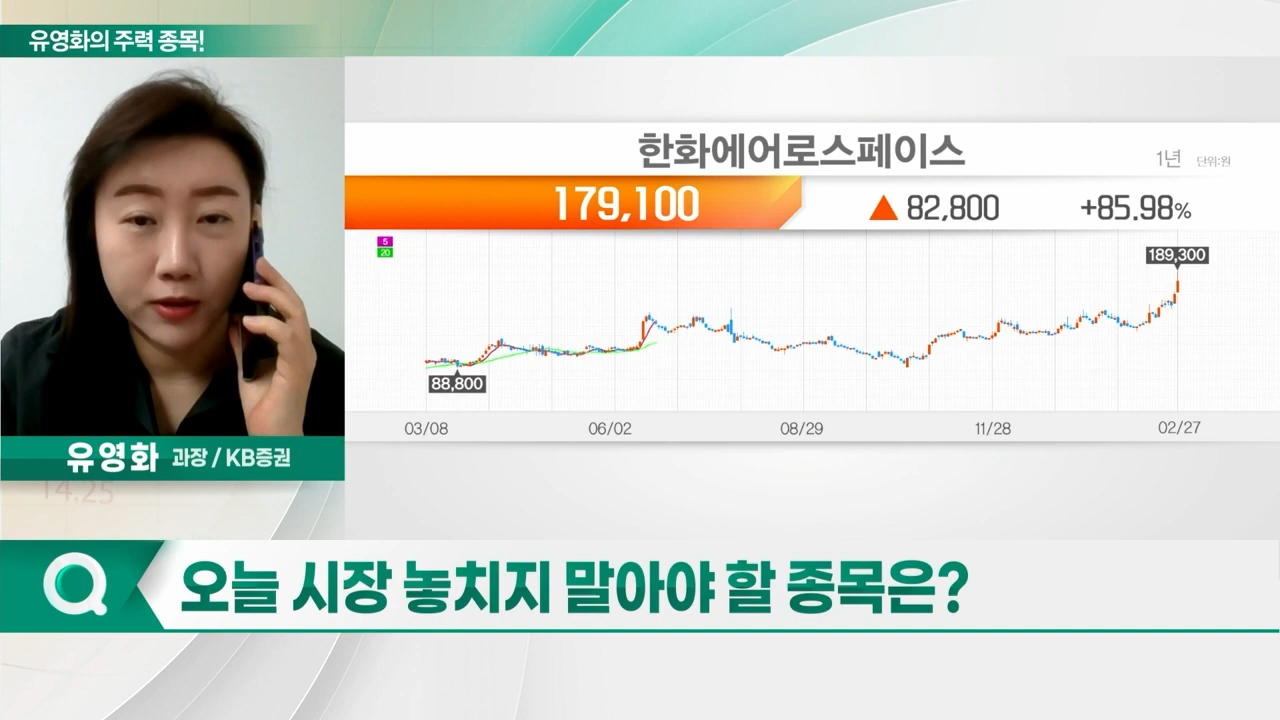 유영화의 주력 종목!
한화에어로스페이스
1년 단위:원
179,100 ▲ 82,800 +85.98%
5
20
189,300
88,800
03/08 06/02 08/29 11/28 02/27
유영화 과장 / KB증권
14.25
Q 오늘 시장 놓치지 말아야 할 종목은?